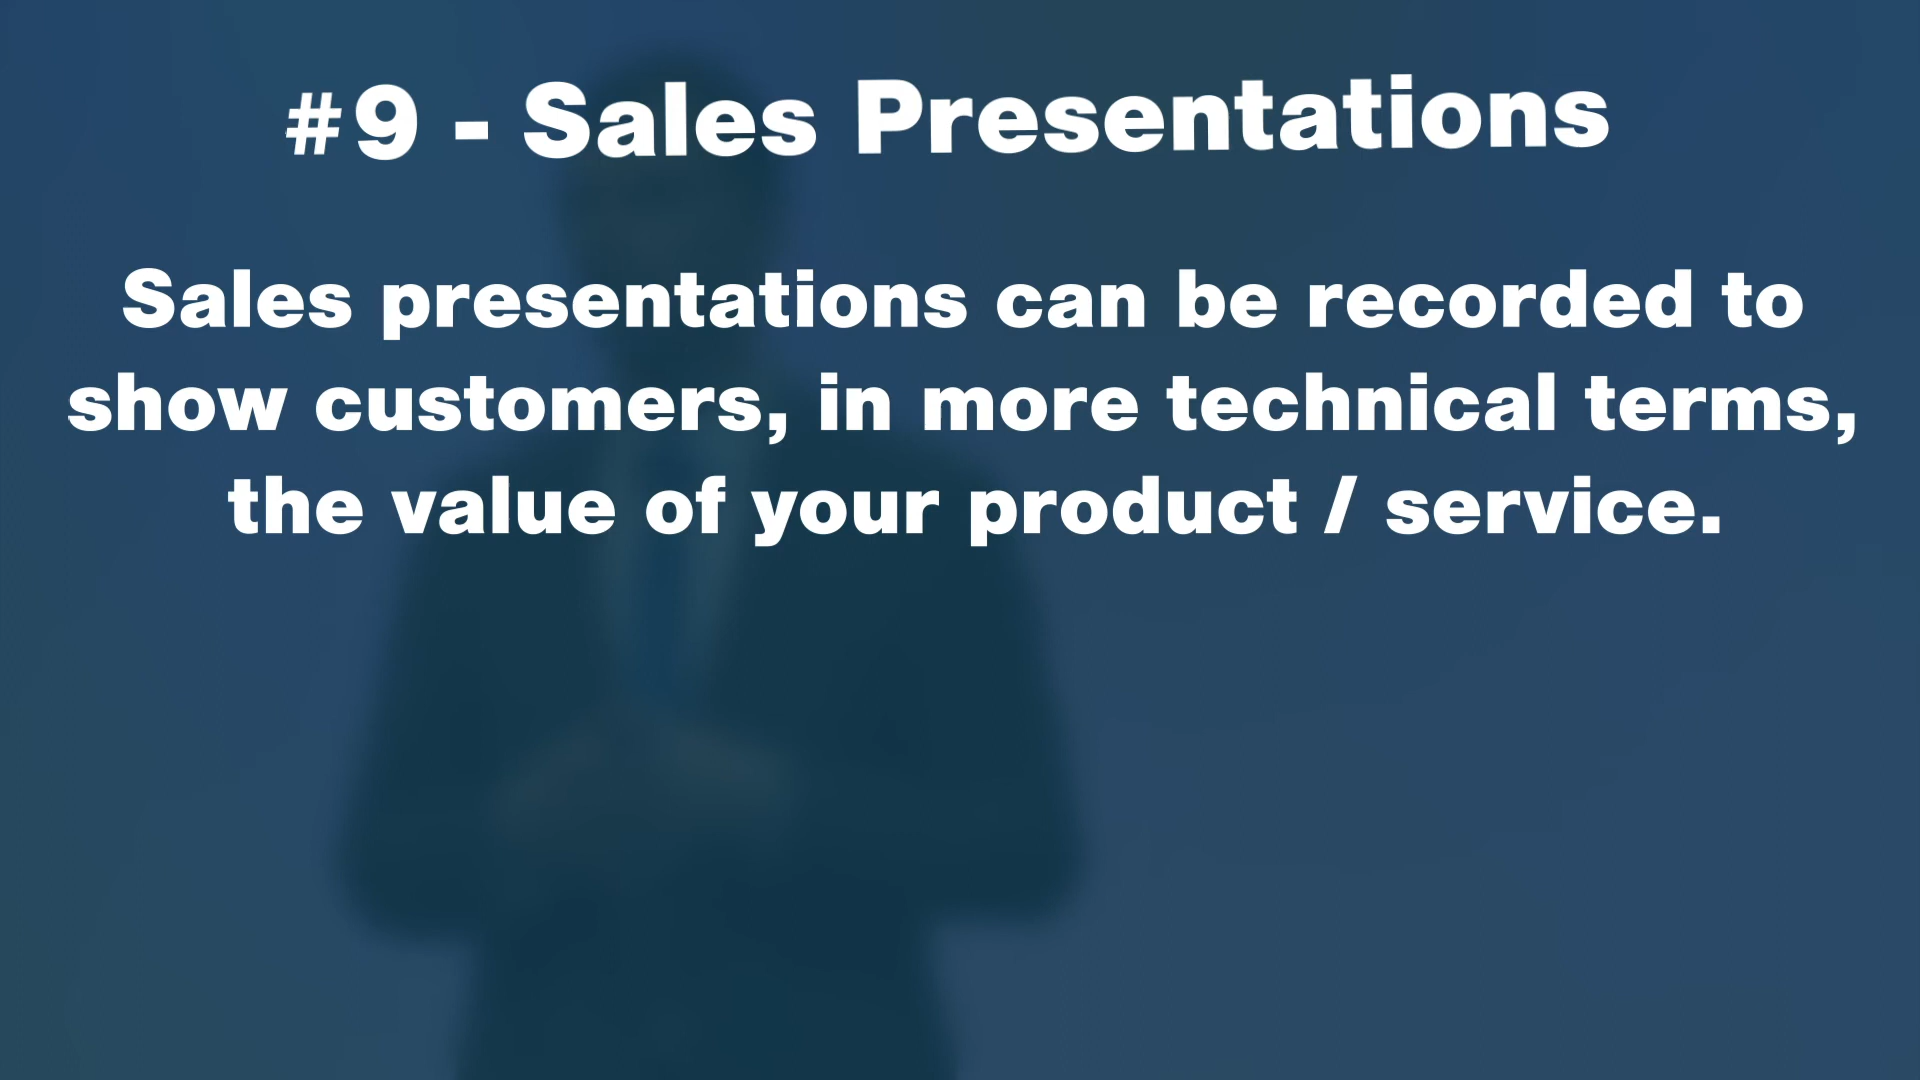 #9 - Sales Presentations
Sales presentations can be recorded to
show customers, in more technical terms,
the value of your product / service.